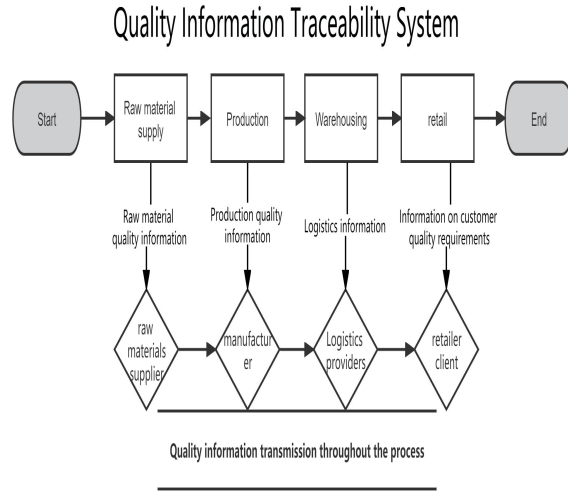 Quality Information Traceability System
Start
Raw material
supply
Production
Warehousing
retail
End
Raw material
quality information
Production quality
information
Logistics information
Information on customer
quality requirements
raw
materials
supplier
manufactur
er
Logistics
providers
retailer
client
Quality information transmission throughout the process